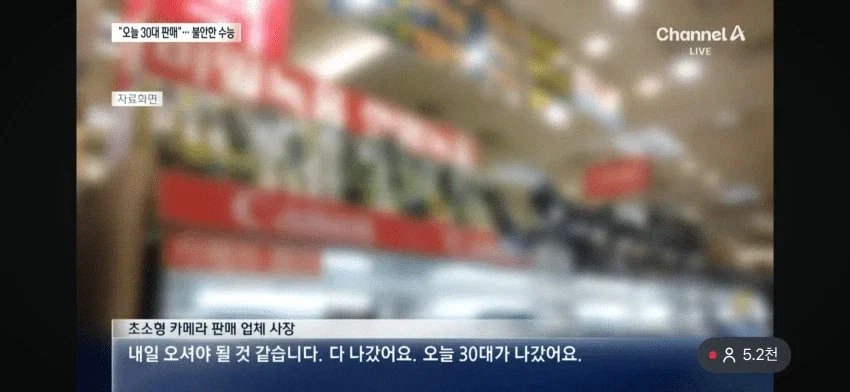 "오늘 30대 판매"… 불안한 수능
Channel A
LIVE
자료화면
초소형 카메라 판매 업체 사장
내일 오셔야 될 것 같습니다. 다 나갔어요. 오늘 30대가 나갔어요.
5.2천